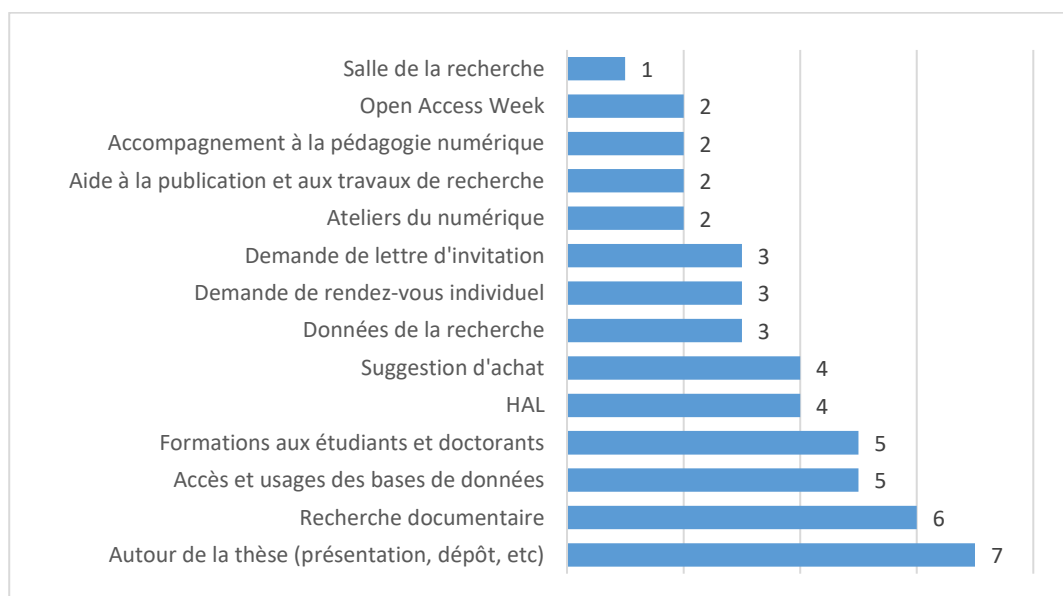 Salle de la recherche 1
Open Access Week 2
Accompagnement à la pédagogie numérique 2
Aide à la publication et aux travaux de recherche 2
Ateliers du numérique 2
Demande de lettre d'invitation 3
Demande de rendez-vous individuel 3
Données de la recherche 3
Suggestion d'achat 4
HAL 4
Formations aux étudiants et doctorants 5
Accès et usages des bases de données 5
Recherche documentaire 6
Autour de la thèse (présentation, dépôt, etc) 7